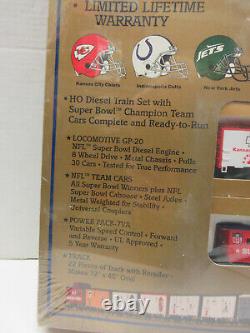 LIMITED LIFETIME
WARRANTY
Kansas City Chiefs
Indianapolis Colts
New York Jets
• HO Diesel Train Set with
Super Bowl™ Champion Team
Cars Complete and Ready-to-Run
• LOCOMOTIVE GP-20
NFL™ Super Bowl Diesel Engine •
8 Wheel Drive • Metal Chassis • Pulls
30 Cars • Tested for True Performance
• NFL™ TEAM CARS
All Super Bowl Winners plus NFL
Super Bowl Caboose • Steel Axles •
Metal Weighted for Stability •
Universal Couplers
• POWER PACK-7VA
Variable Speed Control • Forward
and Reverse • UL Approved •
5 Year Warranty
• TRACK
22 Pieces of Track with Rerailer •
Makes 72" x 45" Oval